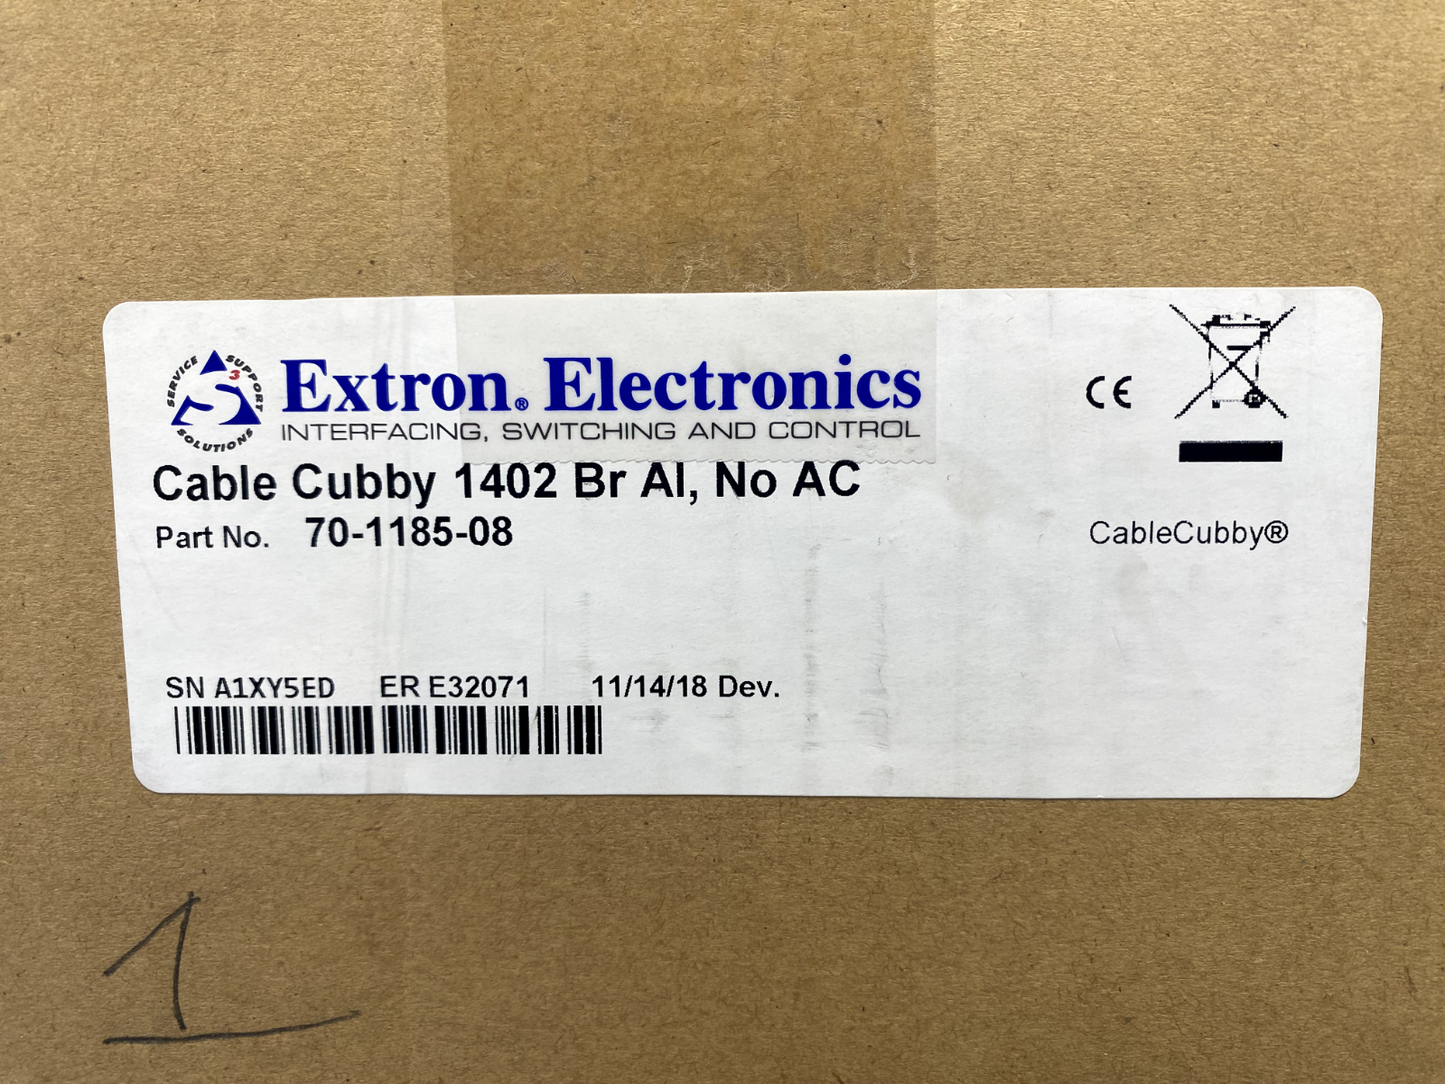 SERVICE SUPPORT SOLUTIONS
S3
Extron® Electronics
INTERFACING, SWITCHING AND CONTROL
CE
Cable Cubby 1402 Br Al, No AC
Part No. 70-1185-08
CableCubby®
SN A1XY5ED ER E32071 11/14/18 Dev.
1